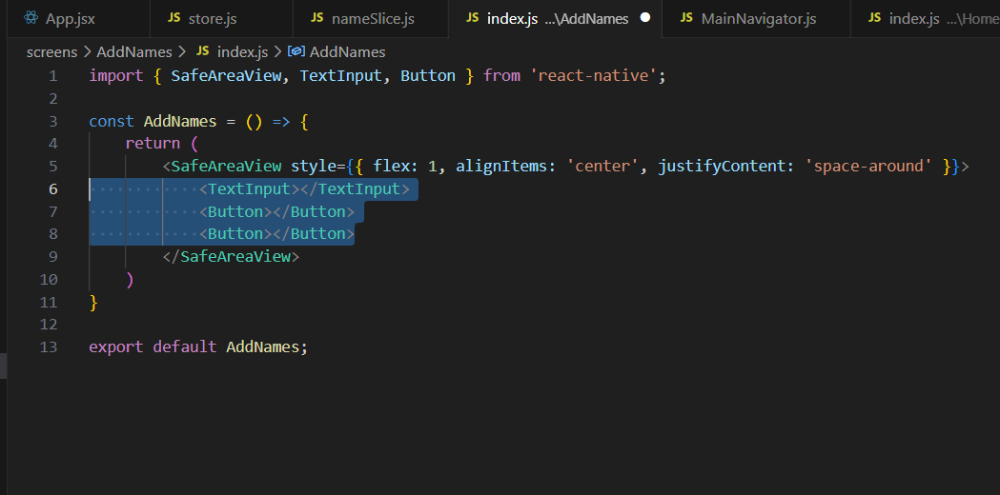 App.jsx JS store.js JS nameSlice.js JS index.js ...\AddNames JS MainNavigator.js JS index.js ...\Home
screens > AddNames > JS index.js > AddNames
1 import { SafeAreaView, TextInput, Button } from 'react-native';
2
3 const AddNames = () => {
4 return (
5 <SafeAreaView style={{ flex: 1, alignItems: 'center', justifyContent: 'space-around' }}>
6 <TextInput></TextInput>
7 <Button></Button>
8 <Button></Button>
9 </SafeAreaView>
10 )
11 }
12
13 export default AddNames;